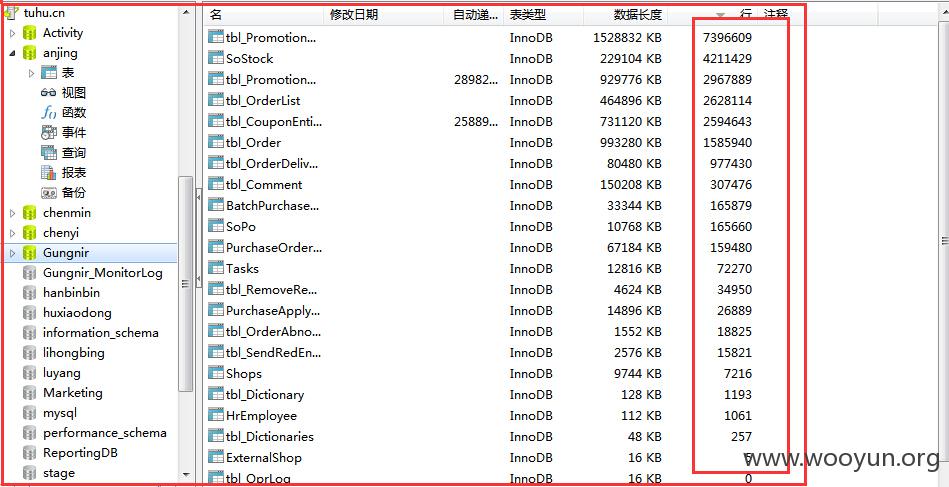 tuhu.cn
Activity
anjing
表
视图
函数
事件
查询
报表
备份
chenmin
chenyi
Gungnir
Gungnir_MonitorLog
hanbinbin
huxiaodong
information_schema
lihongbing
luyang
Marketing
mysql
performance_schema
ReportingDB
stage
名 修改日期 自动递... 表类型 数据长度 行 注释
tbl_Promotion... InnoDB 1528832 KB 7396609
SoStock InnoDB 229104 KB 4211429
tbl_Promotion... 28982... InnoDB 929776 KB 2967889
tbl_OrderList InnoDB 464896 KB 2628114
tbl_CouponEnti... 25889... InnoDB 731120 KB 2594643
tbl_Order InnoDB 993280 KB 1585940
tbl_OrderDeliv... InnoDB 80480 KB 977430
tbl_Comment InnoDB 150208 KB 307476
BatchPurchase... InnoDB 33344 KB 165879
SoPo InnoDB 10768 KB 165660
PurchaseOrder... InnoDB 67184 KB 159480
Tasks InnoDB 12816 KB 72270
tbl_RemoveRe... InnoDB 4624 KB 34950
PurchaseApply... InnoDB 14896 KB 26889
tbl_OrderAbno... InnoDB 1552 KB 18825
tbl_SendRedEn... InnoDB 2576 KB 15821
Shops InnoDB 9744 KB 7216
tbl_Dictionary InnoDB 128 KB 1193
HrEmployee InnoDB 112 KB 1061
tbl_Dictionaries InnoDB 48 KB 257
ExternalShop InnoDB 16 KB
tbl_OprLog InnoDB 16 KB 0
www.wooyun.org